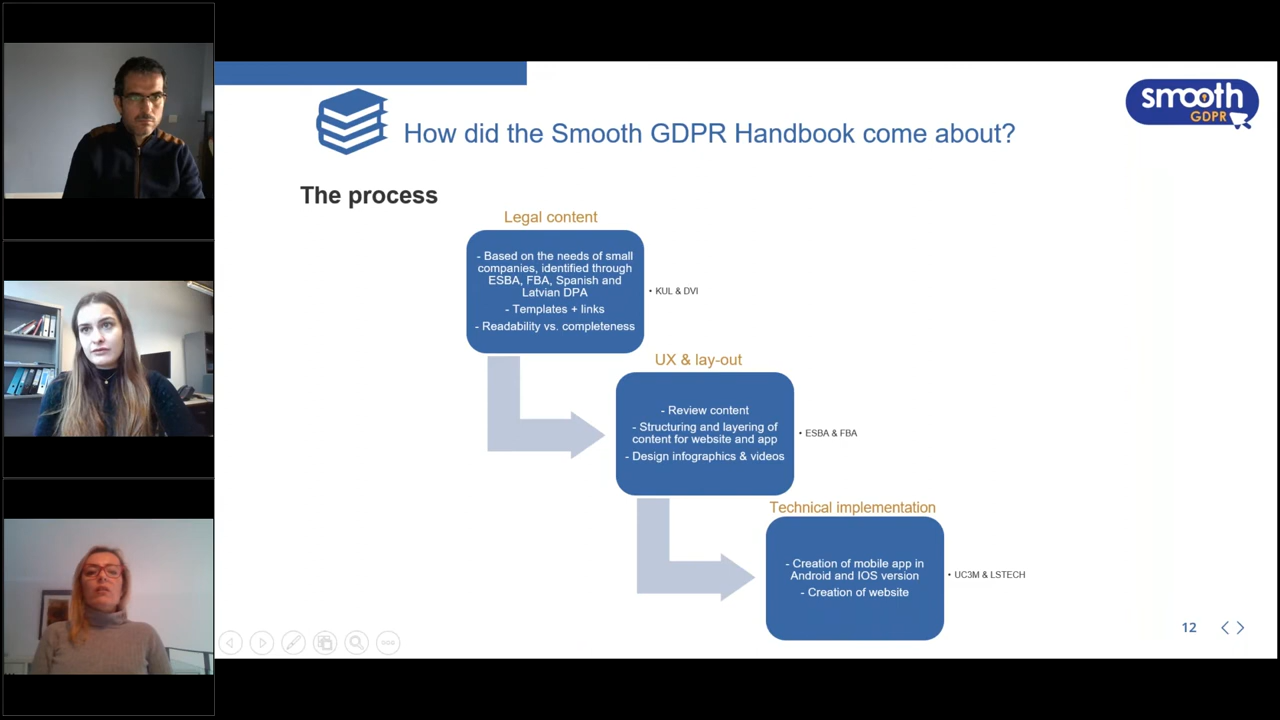 smooth
GDPR
How did the Smooth GDPR Handbook come about?
The process
Legal content
- Based on the needs of small
companies, identified through
ESBA, FBA, Spanish and
Latvian DPA
- Templates + links
- Readability vs. completeness
• KUL & DVI
UX & lay-out
- Review content
- Structuring and layering of
content for website and app
- Design infographics & videos
• ESBA & FBA
Technical implementation
- Creation of mobile app in
Android and IOS version
- Creation of website
• UC3M & LSTECH
12